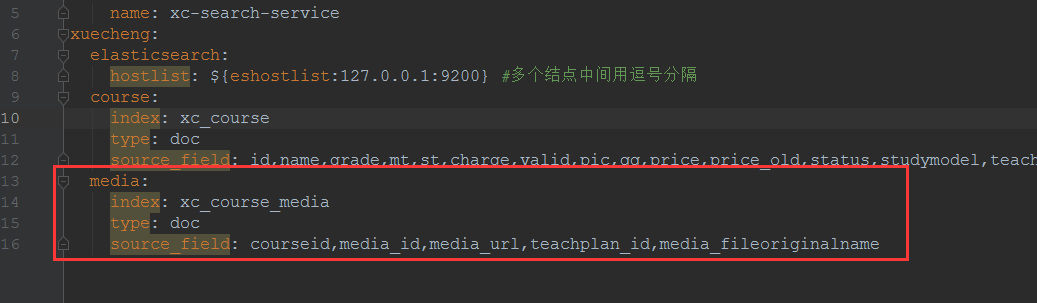 5 name: xc-search-service
6 xuecheng:
7 elasticsearch:
8 hostlist: ${eshostlist:127.0.0.1:9200} #多个结点中间用逗号分隔
9 course:
10 index: xc_course
11 type: doc
12 source_field: id,name,grade,mt,st,charge,valid,pic,qq,price,price_old,status,studymodel,teach
13 media:
14 index: xc_course_media
15 type: doc
16 source_field: courseid,media_id,media_url,teachplan_id,media_fileoriginalname